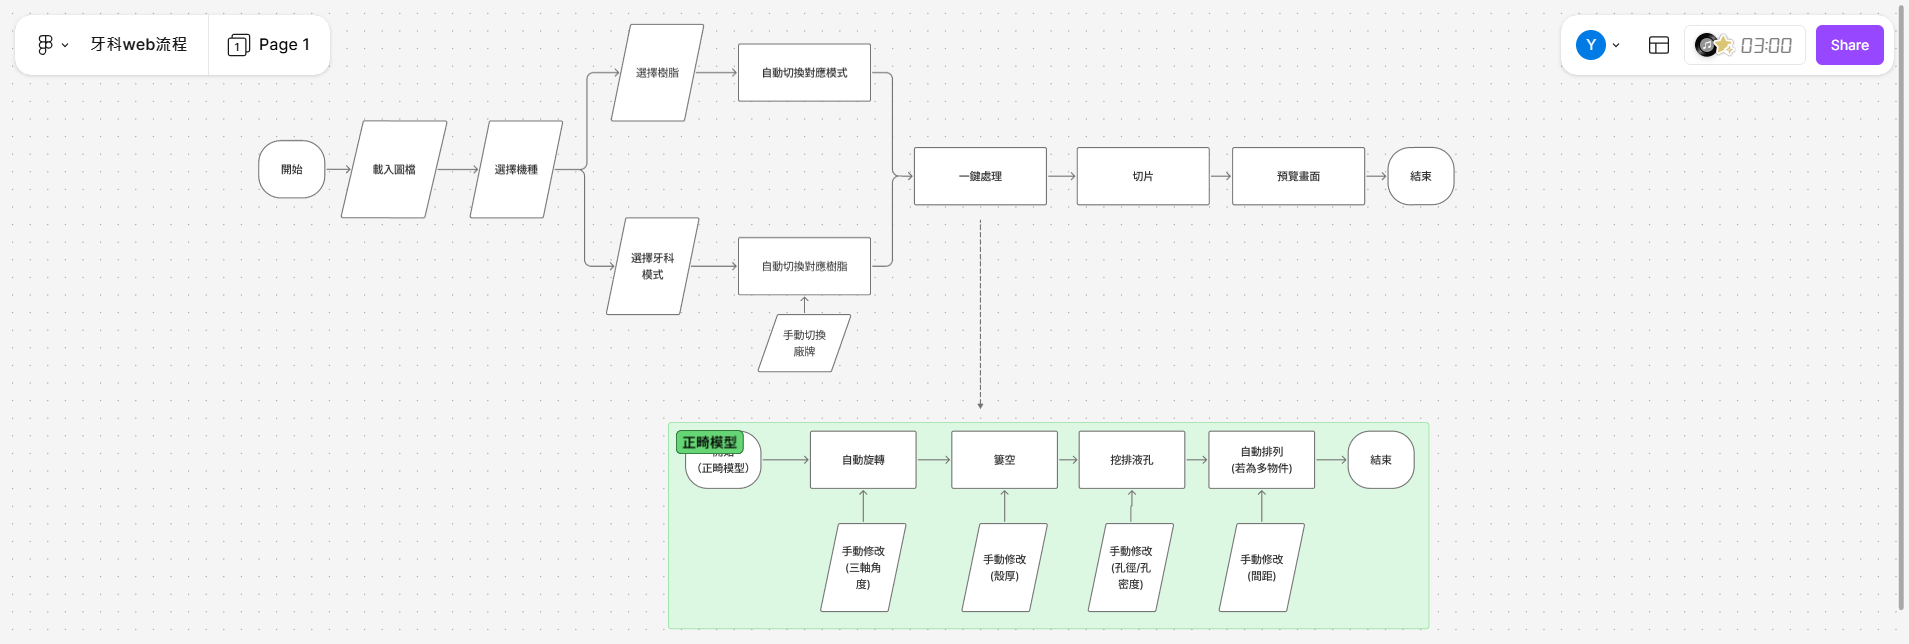 牙科web流程
1
Page 1
Y
03:00
Share
選擇樹脂
自動切換對應模式
開始
載入圖檔
選擇機種
一鍵處理
切片
預覽畫面
結束
選擇牙科
模式
自動切換對應樹脂
手動切換
廠牌
正畸模型
(正畸模型)
自動旋轉
簍空
挖排液孔
自動排列
(若為多物件)
結束
手動修改
(三軸角
度)
手動修改
(殼厚)
手動修改
(孔徑/孔
密度)
手動修改
(間距)